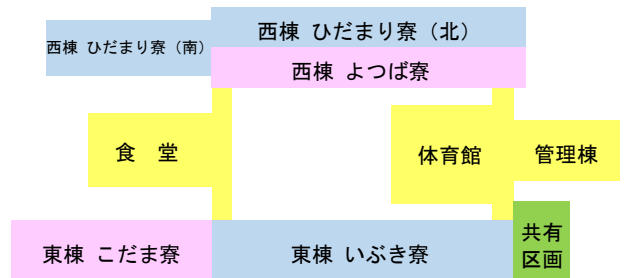 西棟 ひだまり寮（北）
西棟 ひだまり寮（南）
西棟 よつば寮
食　堂
体育館
管理棟
東棟 こだま寮
東棟 いぶき寮
共有
区画